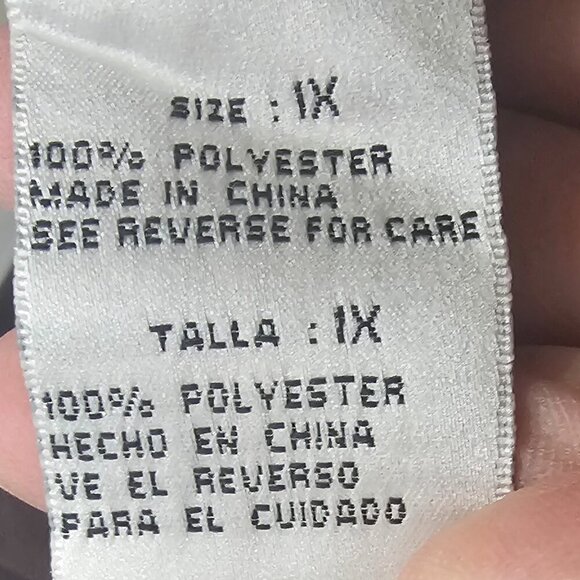 SIZE : 1X
100% POLYESTER
MADE IN CHINA
SEE REVERSE FOR CARE
TALLA : 1X
100% POLYESTER
HECHO EN CHINA
VE EL REVERSO
PARA EL CUIDADO